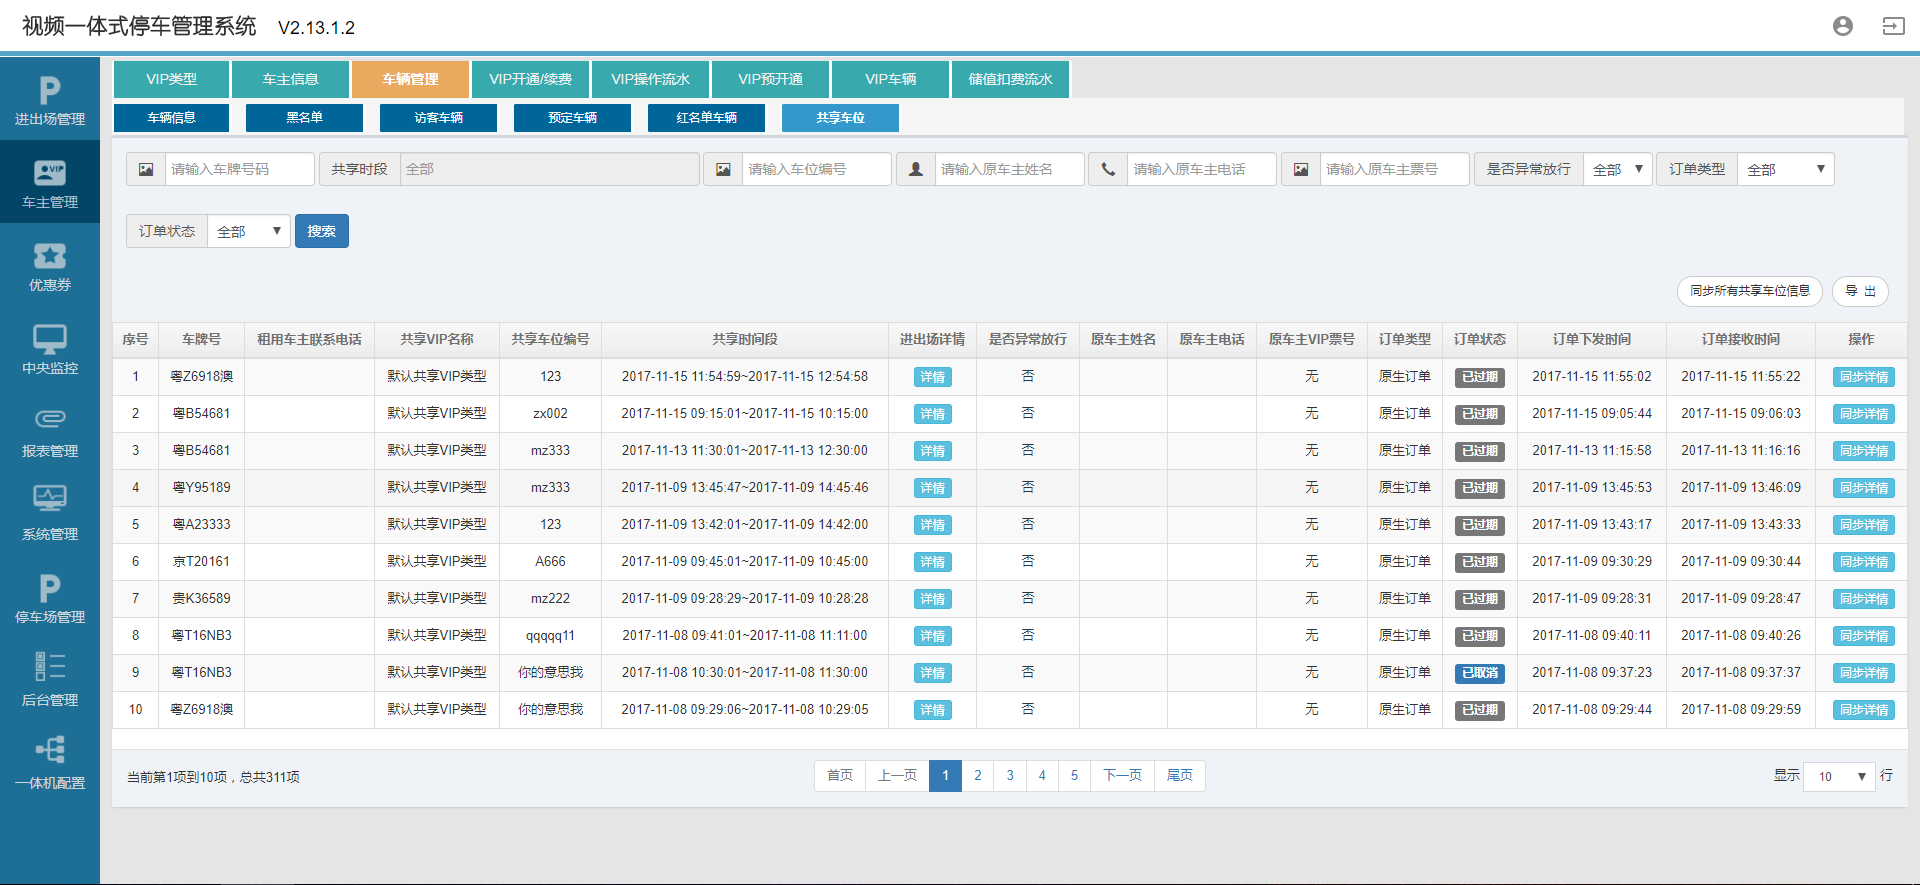 视频一体式停车管理系统 V2.13.1.2
进出场管理
车主管理
优惠券
中央监控
报表管理
系统管理
停车场管理
后台管理
一体机配置
VIP类型 车主信息 车辆管理 VIP开通/续费 VIP操作流水 VIP预开通 VIP车辆 储值扣费流水
车辆信息 黑名单 访客车辆 预定车辆 红名单车辆 共享车位
请输入车牌号码 共享时段 全部 请输入车位编号 请输入原车主姓名 请输入原车主电话 请输入原车主票号 是否异常放行 全部 订单类型 全部
订单状态 全部 搜索
同步所有共享车位信息 导 出
序号 车牌号 租用车主联系电话 共享VIP名称 共享车位编号 共享时间段 进出场详情 是否异常放行 原车主姓名 原车主电话 原车主VIP票号 订单类型 订单状态 订单下发时间 订单接收时间 操作
1 粤Z6918澳 默认共享VIP类型 123 2017-11-15 11:54:59~2017-11-15 12:54:58 详情 否 无 原生订单 已过期 2017-11-15 11:55:02 2017-11-15 11:55:22 同步详情
2 粤B54681 默认共享VIP类型 zx002 2017-11-15 09:15:01~2017-11-15 10:15:00 详情 否 无 原生订单 已过期 2017-11-15 09:05:44 2017-11-15 09:06:03 同步详情
3 粤B54681 默认共享VIP类型 mz333 2017-11-13 11:30:01~2017-11-13 12:30:00 详情 否 无 原生订单 已过期 2017-11-13 11:15:58 2017-11-13 11:16:16 同步详情
4 粤Y95189 默认共享VIP类型 mz333 2017-11-09 13:45:47~2017-11-09 14:45:46 详情 否 无 原生订单 已过期 2017-11-09 13:45:53 2017-11-09 13:46:09 同步详情
5 粤A23333 默认共享VIP类型 123 2017-11-09 13:42:01~2017-11-09 14:42:00 详情 否 无 原生订单 已过期 2017-11-09 13:43:17 2017-11-09 13:43:33 同步详情
6 京T20161 默认共享VIP类型 A666 2017-11-09 09:45:01~2017-11-09 10:45:00 详情 否 无 原生订单 已过期 2017-11-09 09:30:29 2017-11-09 09:30:44 同步详情
7 贵K36589 默认共享VIP类型 mz222 2017-11-09 09:28:29~2017-11-09 10:28:28 详情 否 无 原生订单 已过期 2017-11-09 09:28:31 2017-11-09 09:28:47 同步详情
8 粤T16NB3 默认共享VIP类型 qqqqq11 2017-11-08 09:41:01~2017-11-08 11:11:00 详情 否 无 原生订单 已过期 2017-11-08 09:40:11 2017-11-08 09:40:26 同步详情
9 粤T16NB3 默认共享VIP类型 你的意思我 2017-11-08 10:30:01~2017-11-08 11:30:00 详情 否 无 原生订单 已取消 2017-11-08 09:37:23 2017-11-08 09:37:37 同步详情
10 粤Z6918澳 默认共享VIP类型 你的意思我 2017-11-08 09:29:06~2017-11-08 10:29:05 详情 否 无 原生订单 已过期 2017-11-08 09:29:44 2017-11-08 09:29:59 同步详情
当前第1项到10项，总共311项 首页 上一页 1 2 3 4 5 下一页 尾页 显示 10 行